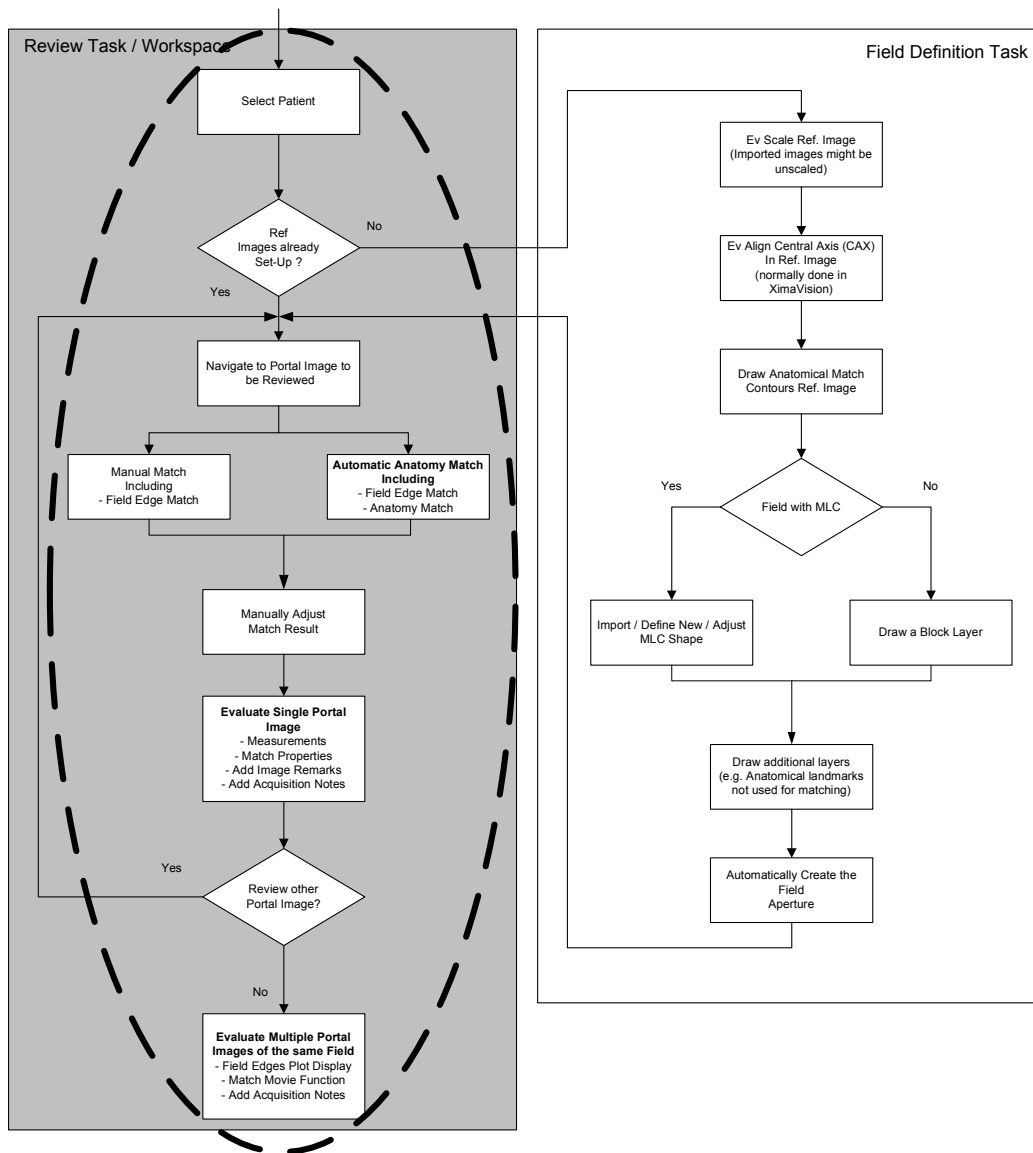 Review Task / Workspace
Select Patient
Ref
Images already
Set-Up ?
No
Yes
Navigate to Portal Image to
be Reviewed
Manual Match
Including
- Field Edge Match
Automatic Anatomy Match
Including
- Field Edge Match
- Anatomy Match
Manually Adjust
Match Result
Evaluate Single Portal
Image
- Measurements
- Match Properties
- Add Image Remarks
- Add Acquisition Notes
Yes
Review other
Portal Image?
No
Evaluate Multiple Portal
Images of the same Field
- Field Edges Plot Display
- Match Movie Function
- Add Acquisition Notes
Field Definition Task
Ev Scale Ref. Image
(Imported images might be
unscaled)
Ev Align Central Axis (CAX)
In Ref. Image
(normally done in
XimaVision)
Draw Anatomical Match
Contours Ref. Image
Yes
Field with MLC
No
Import / Define New / Adjust
MLC Shape
Draw a Block Layer
Draw additional layers
(e.g. Anatomical landmarks
not used for matching)
Automatically Create the
Field
Aperture